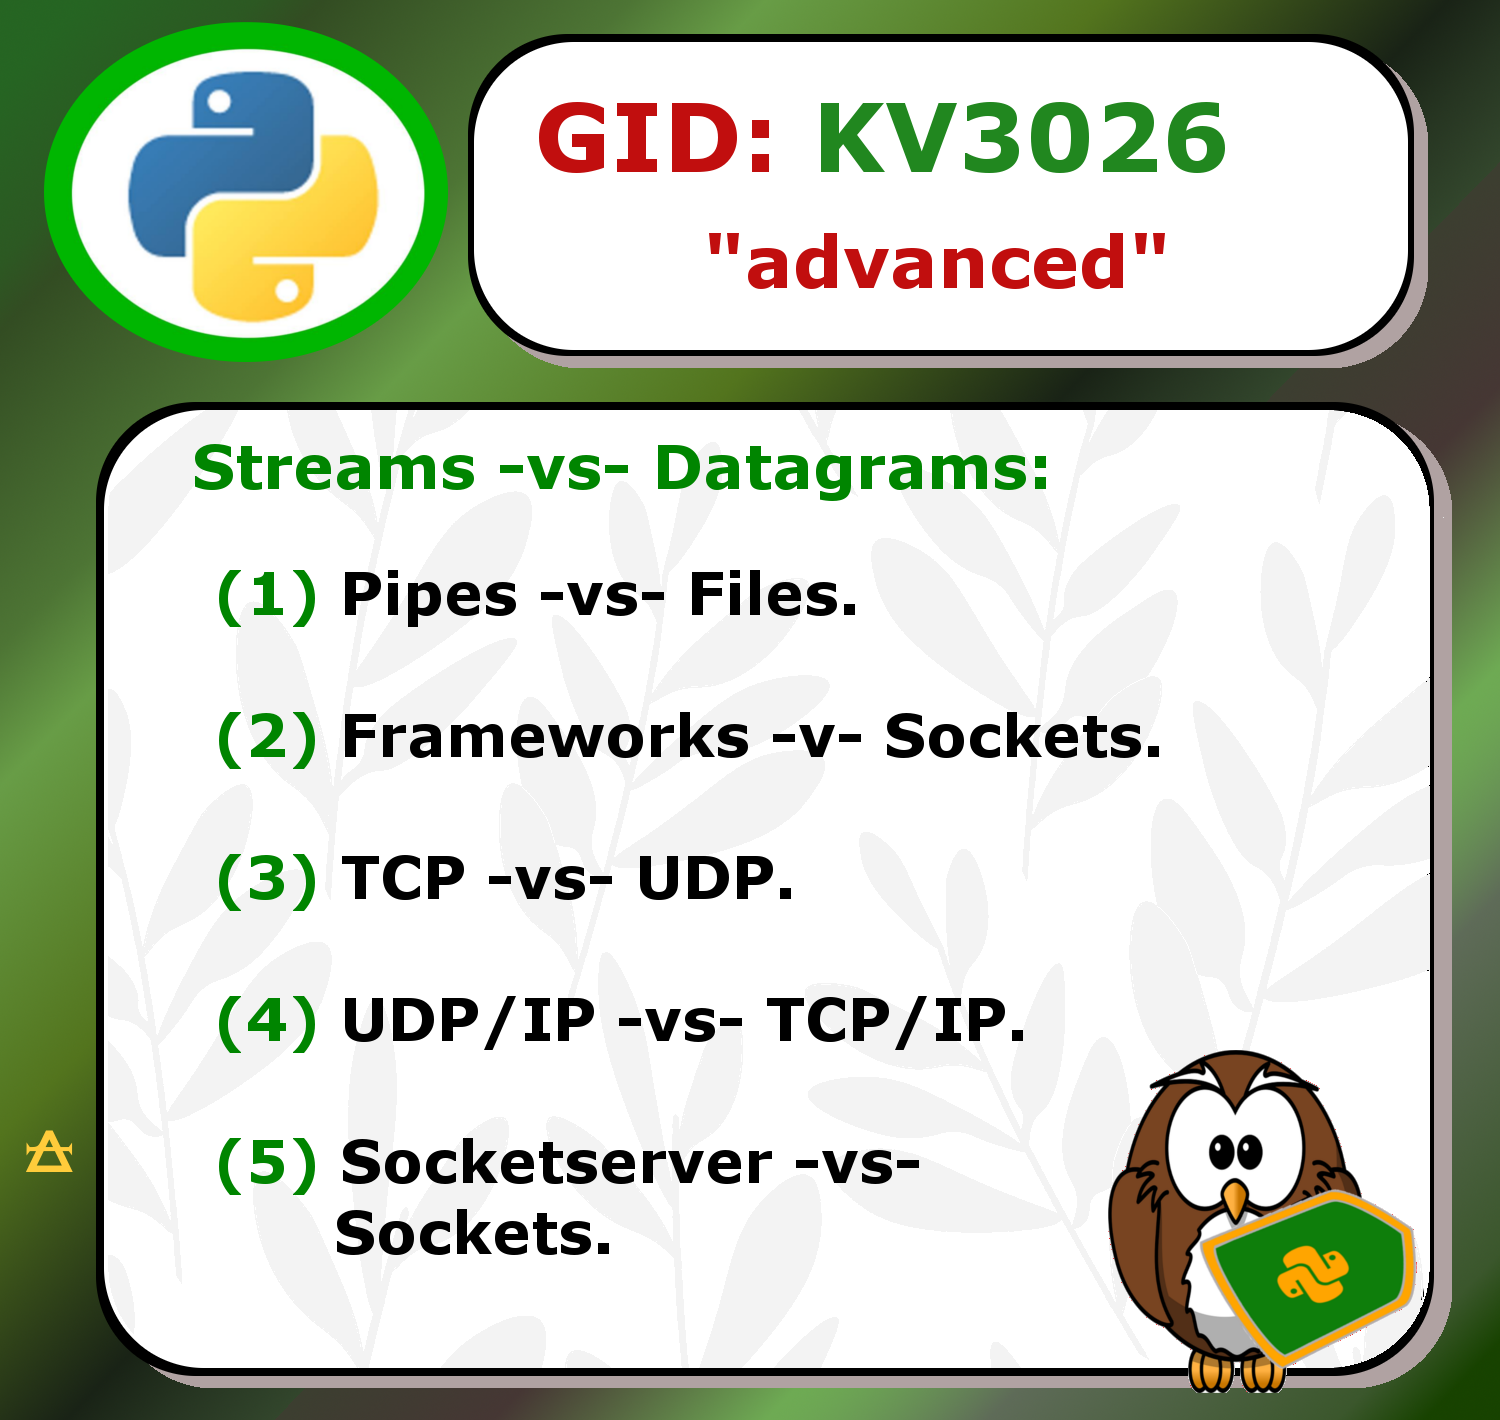 GID: KV3026
"advanced"
Streams -vs- Datagrams:
(1) Pipes -vs- Files.
(2) Frameworks -v- Sockets.
(3) TCP -vs- UDP.
(4) UDP/IP -vs- TCP/IP.
(5) Socketserver -vs-
Sockets.